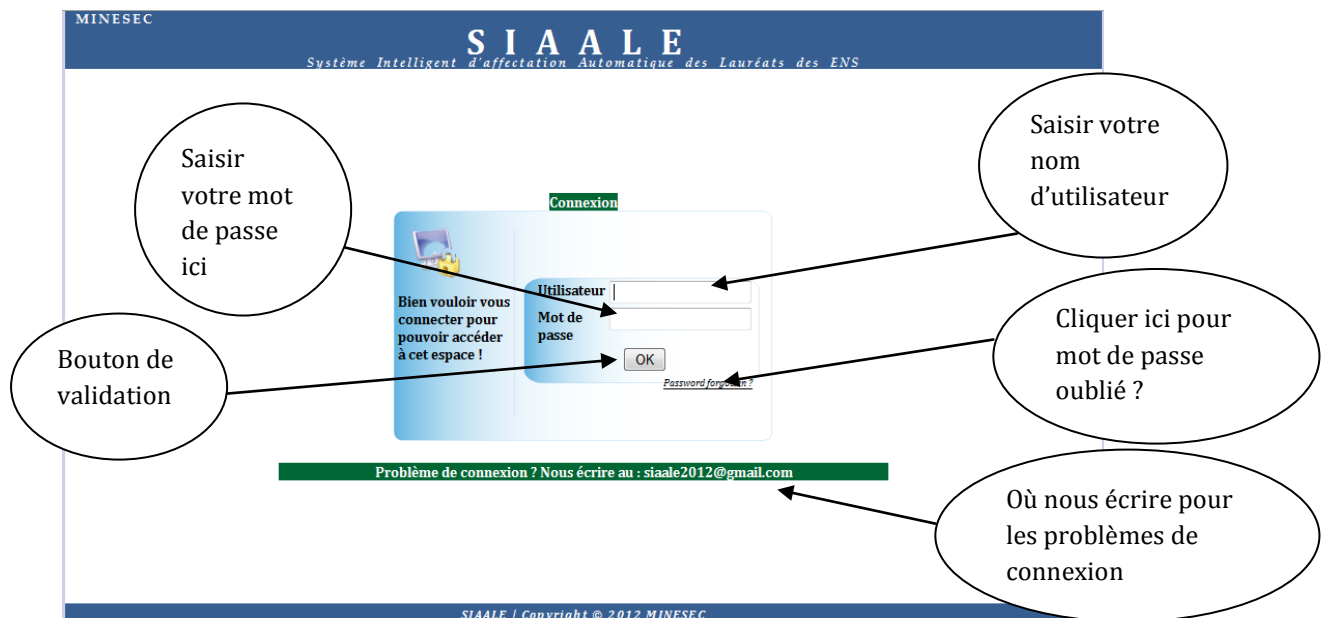 MINESEC
S I A A L E
Système Intelligent d'affectation Automatique des Lauréats des ENS
Saisir
votre mot
de passe
ici
Saisir votre
nom
d’utilisateur
Connexion
Bien vouloir vous
connecter pour
pouvoir accéder
à cet espace !
Utilisateur
Mot de
passe
OK
Password forgotten ?
Bouton de
validation
Cliquer ici pour
mot de passe
oublié ?
Problème de connexion ? Nous écrire au : siaale2012@gmail.com
Où nous écrire pour
les problèmes de
connexion
SIAALE | Copyright © 2012 MINESEC